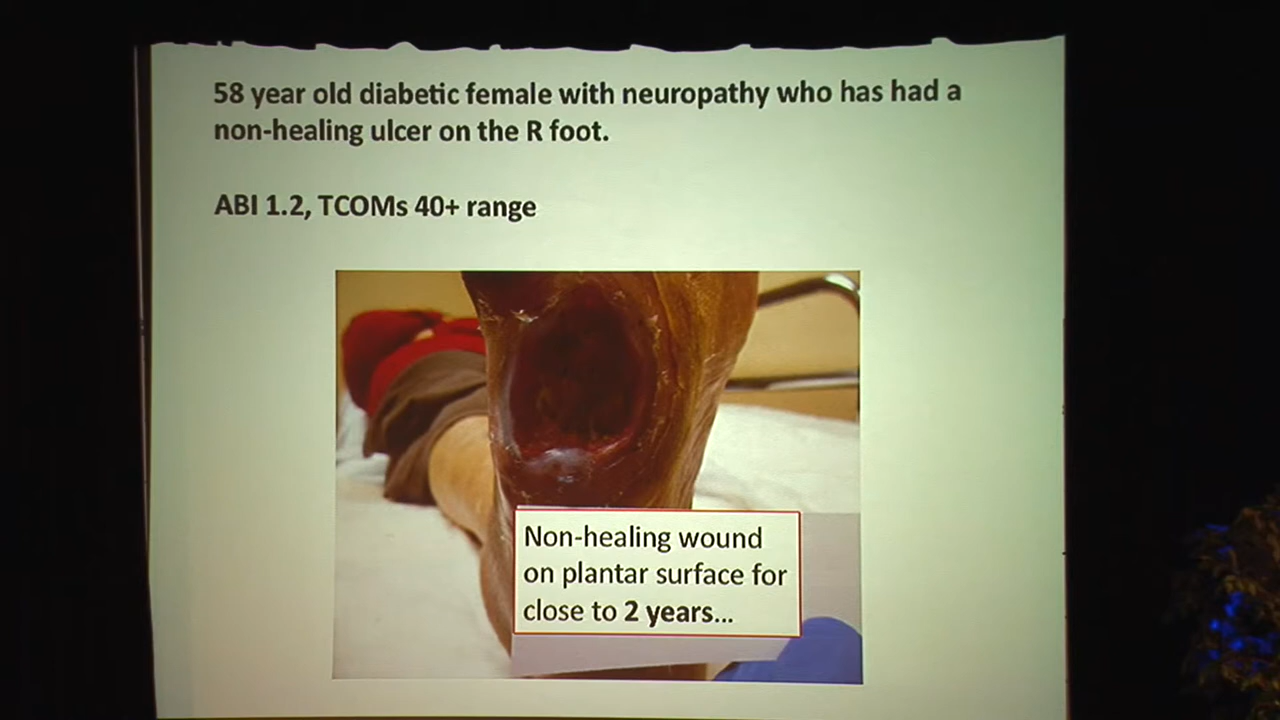 58 year old diabetic female with neuropathy who has had a
non-healing ulcer on the R foot.
ABI 1.2, TCOMs 40+ range
Non-healing wound
on plantar surface for
close to 2 years...